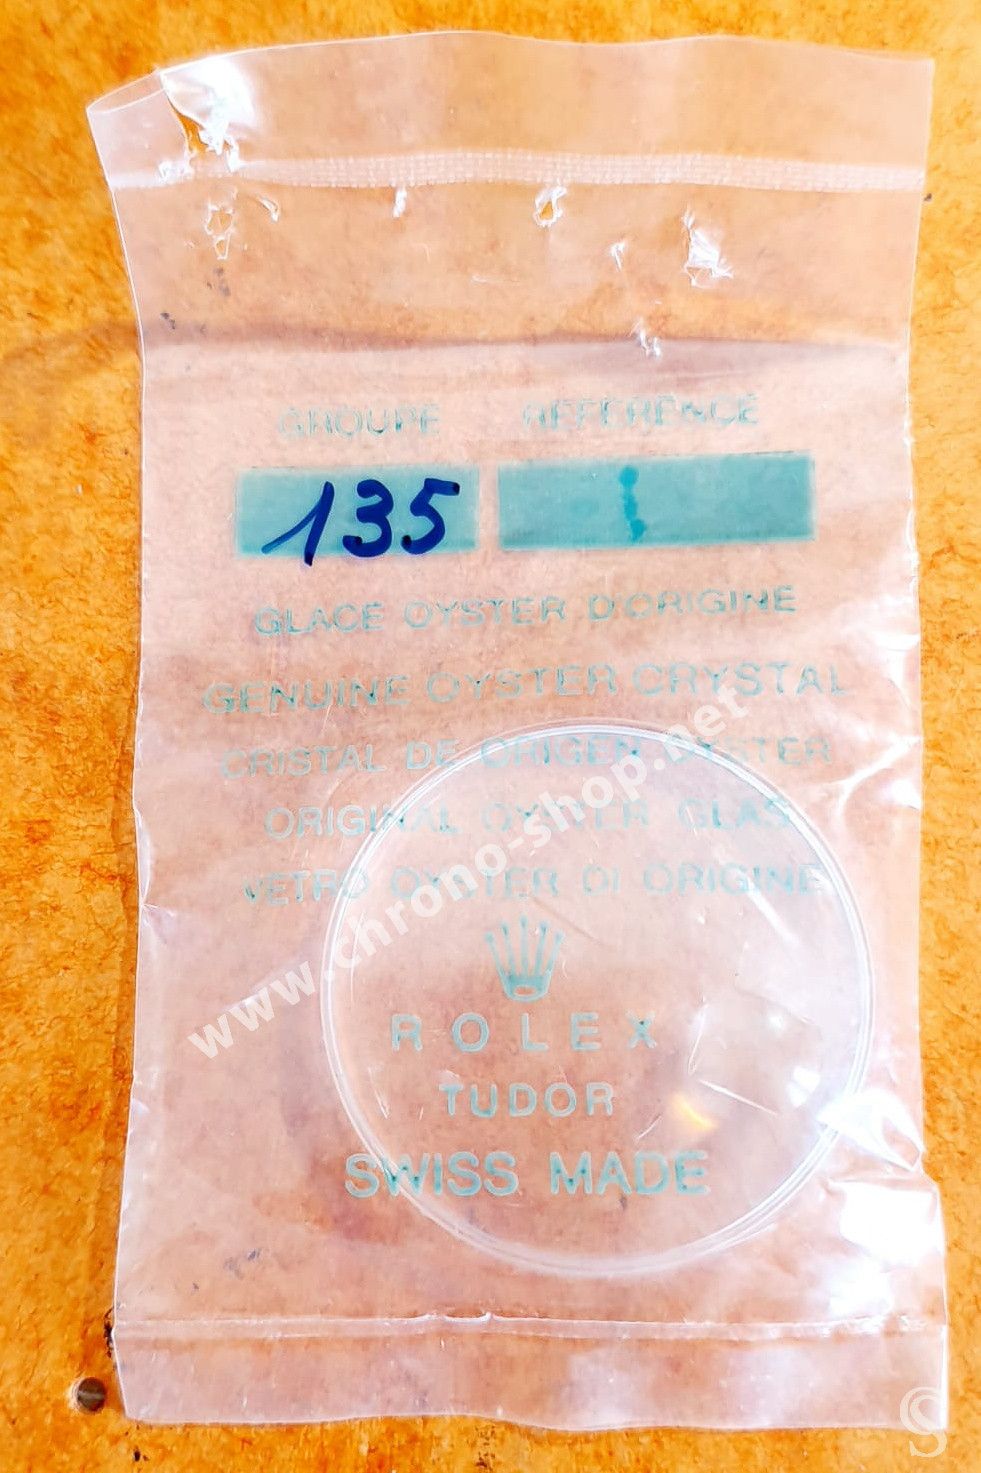 GROUPE REFERENCE
135
GLACE OYSTER D'ORIGINE
GENUINE OYSTER CRYSTAL
CRISTAL DE ORIGEN OYSTER
ORIGINAL OYSTER GLAS
VETRO OYSTER DI ORIGINE
www.chrono-shop.net
ROLEX
TUDOR
SWISS MADE